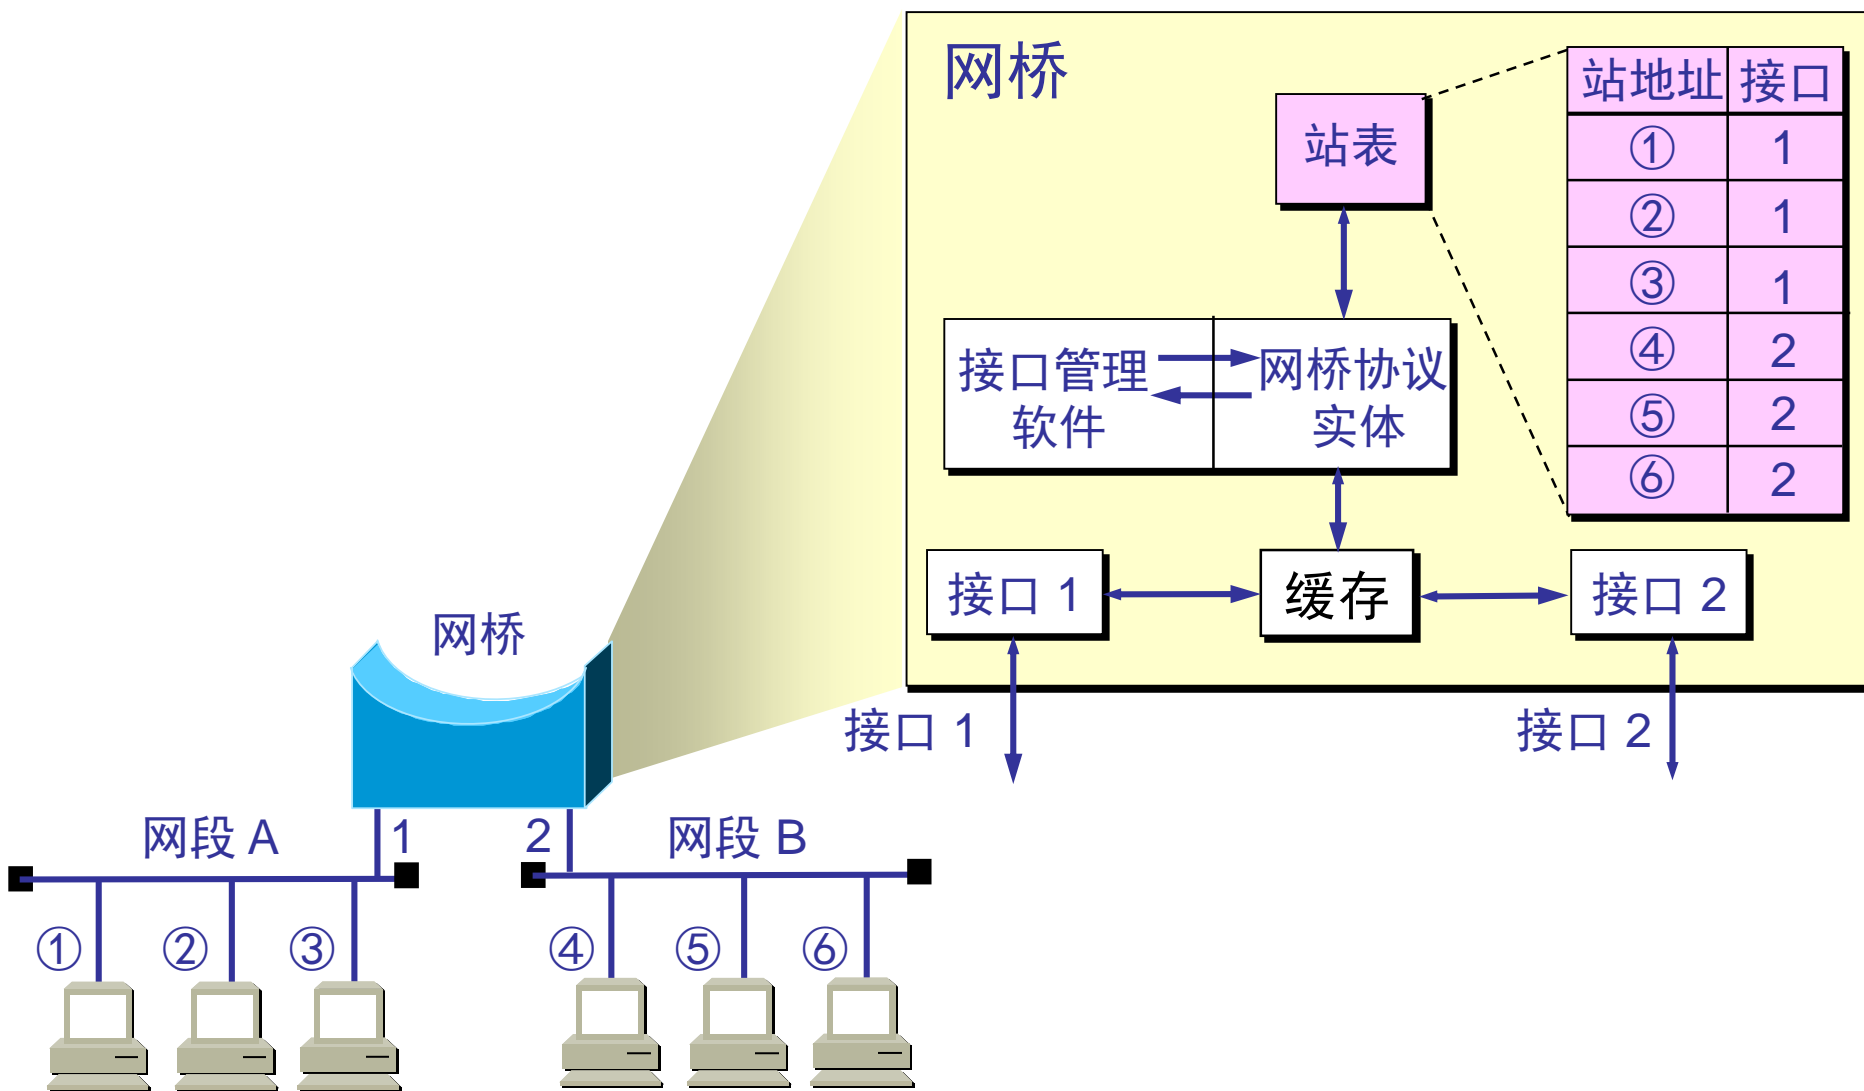 网桥
站表
站地址 接口
① 1
② 1
③ 1
④ 2
⑤ 2
⑥ 2
接口管理
软件
网桥协议
实体
接口 1
缓存
接口 2
网桥
接口 1
接口 2
网段 A
1
2
网段 B
① ② ③ ④ ⑤ ⑥